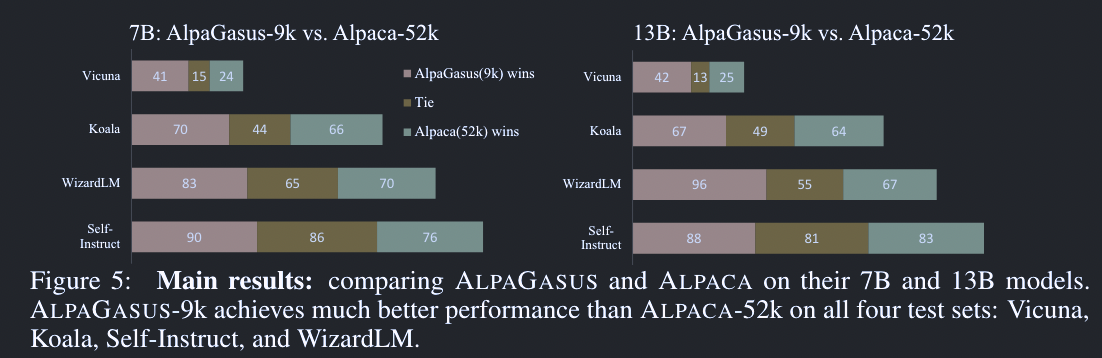 7B: AlpaGasus-9k vs. Alpaca-52k
Vicuna 41 15 24
AlpaGasus(9k) wins
Tie
Alpaca(52k) wins
Koala 70 44 66
WizardLM 83 65 70
Self-
Instruct 90 86 76
13B: AlpaGasus-9k vs. Alpaca-52k
Vicuna 42 13 25
Koala 67 49 64
WizardLM 96 55 67
Self-
Instruct 88 81 83
Figure 5: Main results: comparing ALPAGASUS and ALPACA on their 7B and 13B models.
ALPAGASUS-9k achieves much better performance than ALPACA-52k on all four test sets: Vicuna,
Koala, Self-Instruct, and WizardLM.